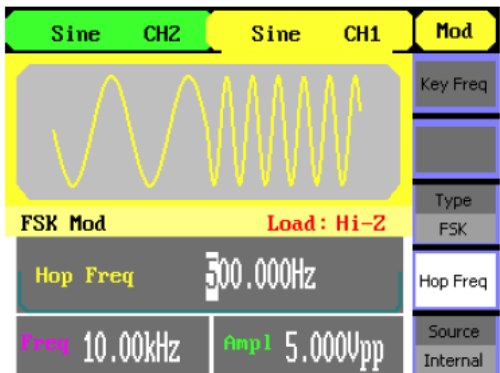 Sine CH2 Sine CH1 Mod
Key Freq
Type
FSK
FSK Mod Load: Hi-Z
Hop Freq 500.000Hz
Hop Freq
Freq 10.00kHz Ampl 5.000Vpp
Source
Internal